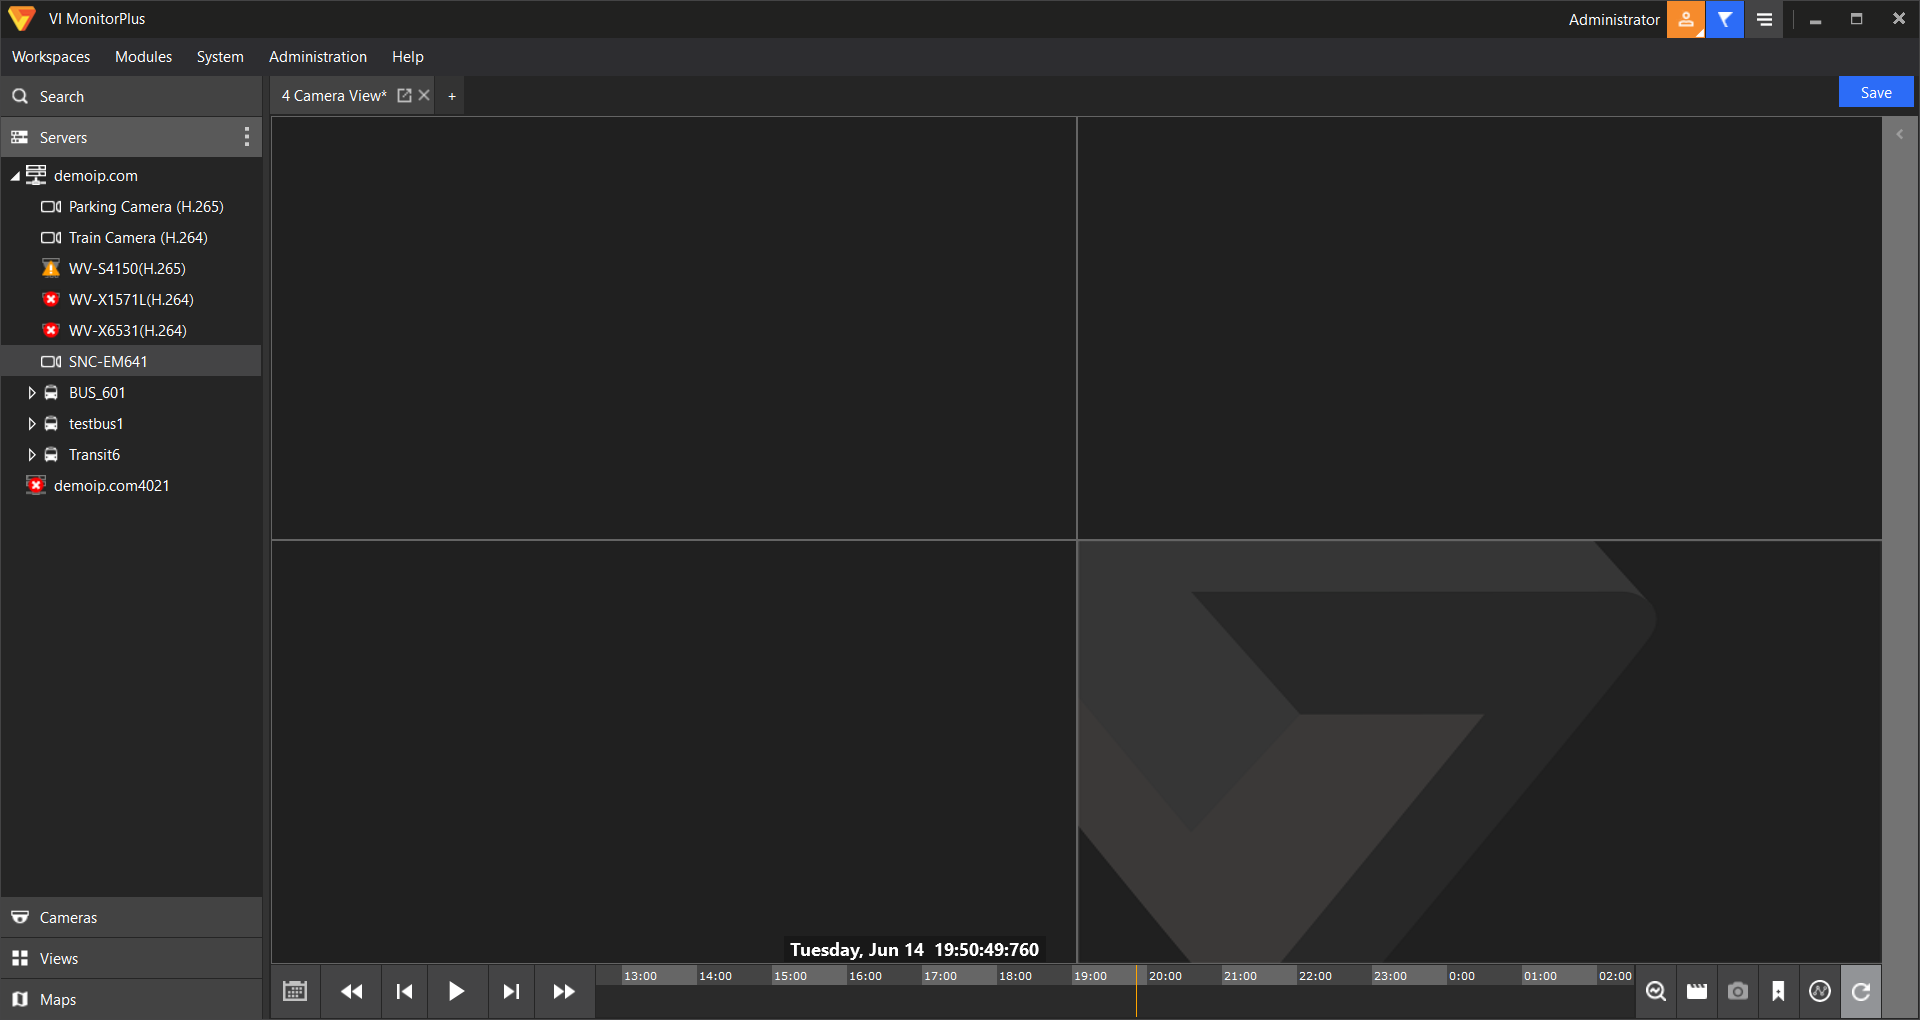 VI MonitorPlus
Administrator
Workspaces Modules System Administration Help
Search
4 Camera View* +
Save
Servers
demoip.com
Parking Camera (H.265)
Train Camera (H.264)
WV-S4150(H.265)
WV-X1571L(H.264)
WV-X6531(H.264)
SNC-EM641
BUS_601
testbus1
Transit6
demoip.com4021
Cameras
Views
Maps
Tuesday, Jun 14 19:50:49:760
13:00 14:00 15:00 16:00 17:00 18:00 19:00 20:00 21:00 22:00 23:00 0:00 01:00 02:00